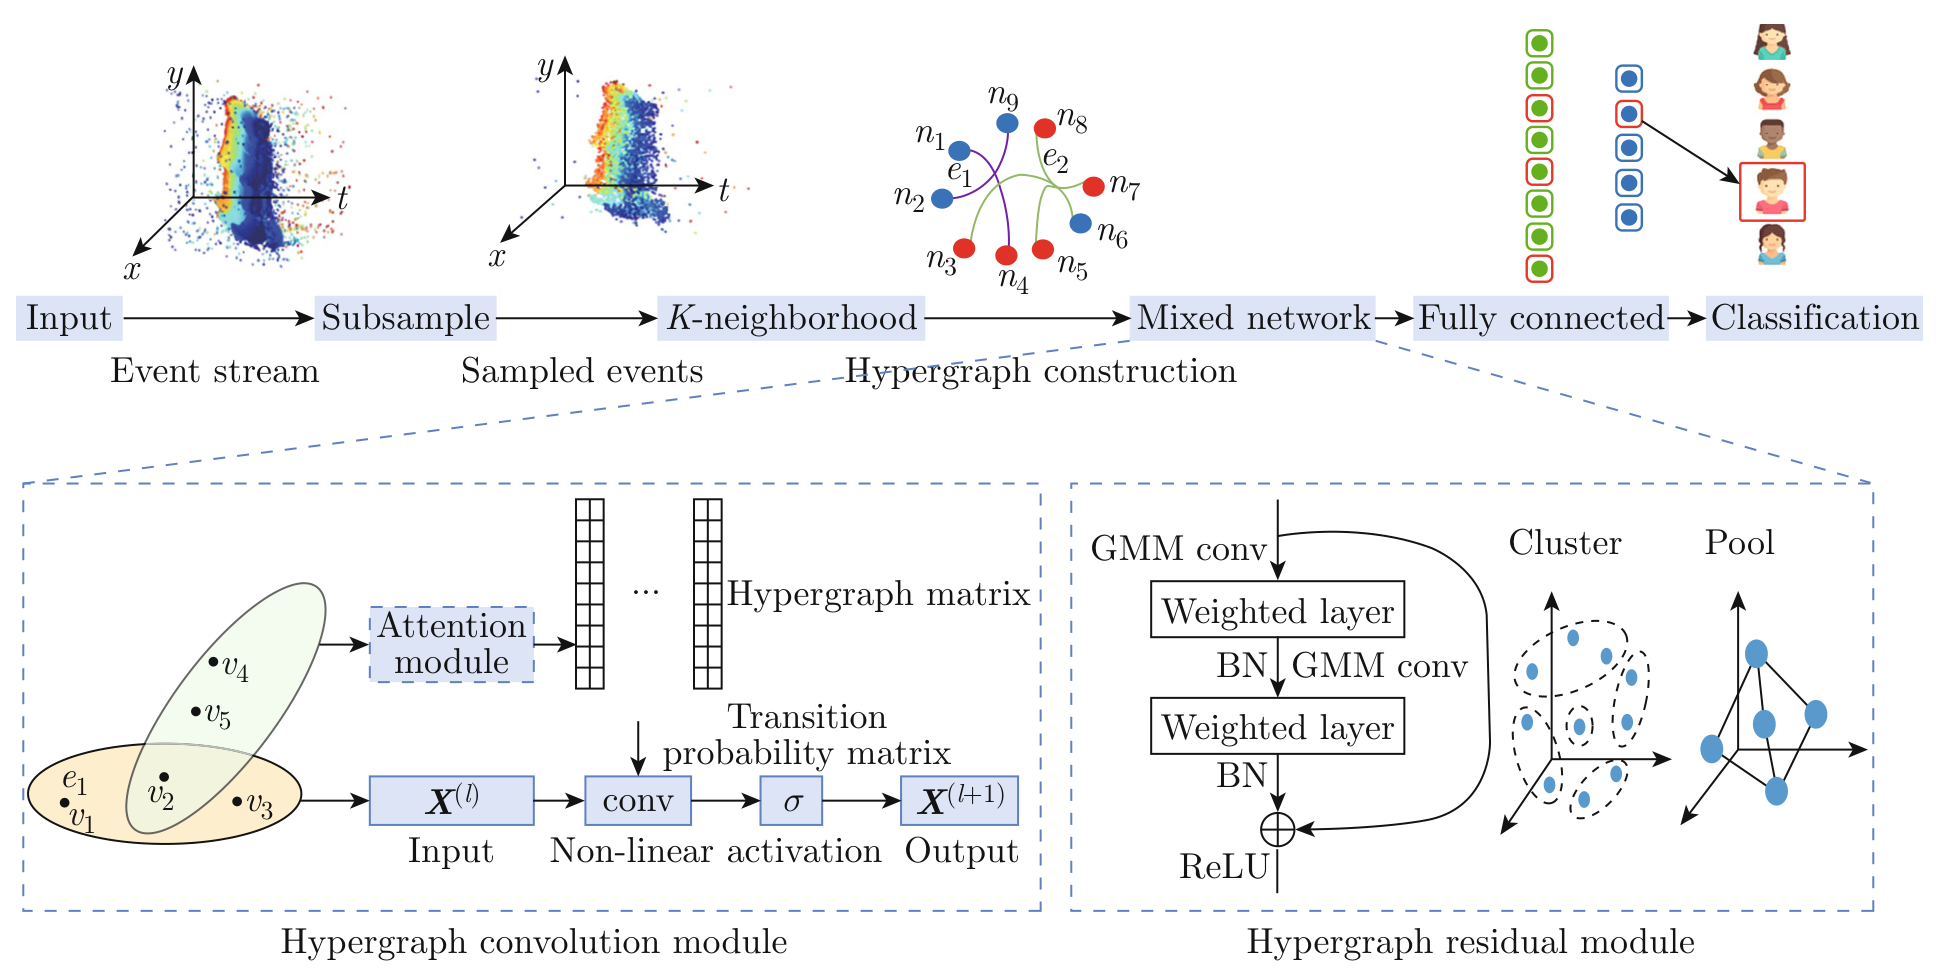 y
t
x
y
t
x
n₉
n₈
n₁
e₁
e₂
n₂
n₇
n₆
n₃
n₄
n₅
Input
Subsample
K-neighborhood
Mixed network
Fully connected
Classification
Event stream
Sampled events
Hypergraph construction
Attention
module
...
Hypergraph matrix
v₄
v₅
e₁
v₁
v₂
v₃
Transition
probability matrix
X⁽ˡ⁾
conv
σ
X⁽ˡ⁺¹⁾
Input
Non-linear activation
Output
Hypergraph convolution module
GMM conv
Weighted layer
BN
GMM conv
Weighted layer
BN
ReLU
Cluster
Pool
Hypergraph residual module